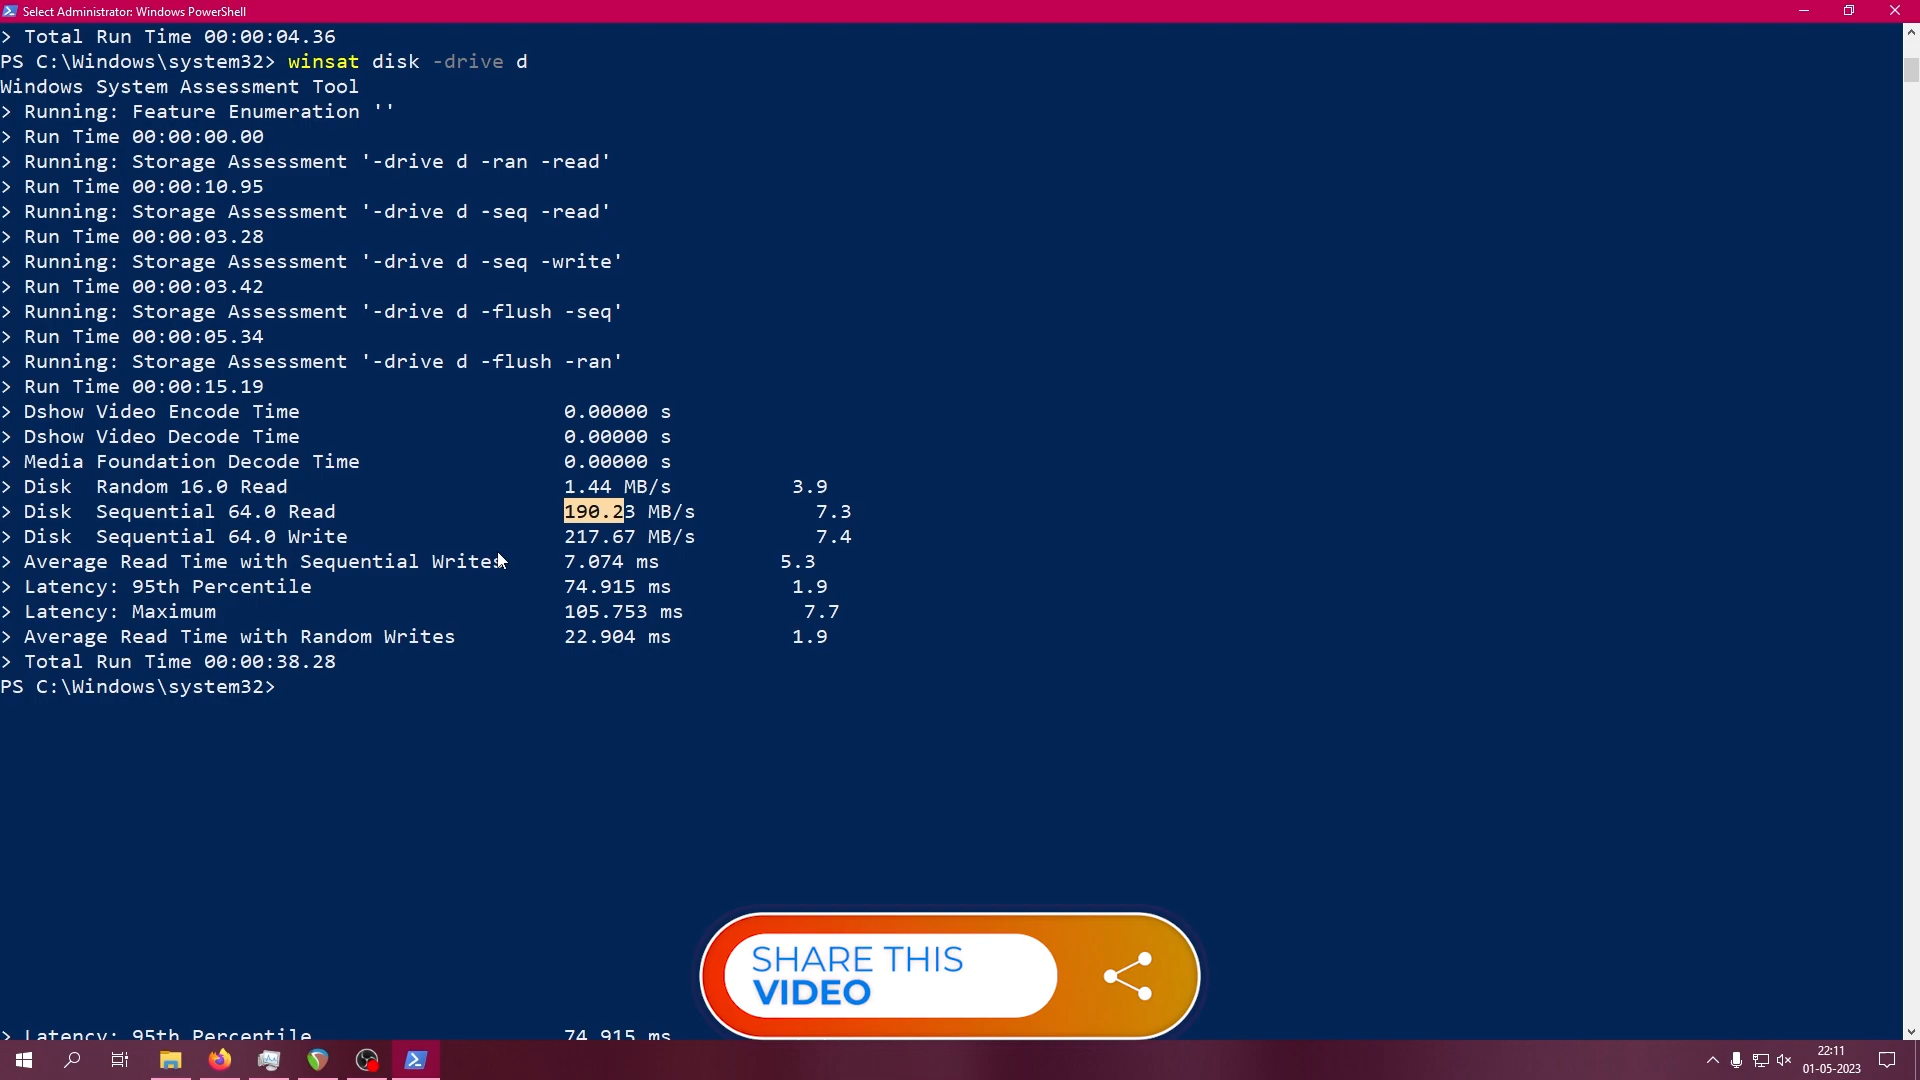 Select Administrator: Windows PowerShell
> Total Run Time 00:00:04.36
PS C:\Windows\system32> winsat disk -drive d
Windows System Assessment Tool
> Running: Feature Enumeration ''
> Run Time 00:00:00.00
> Running: Storage Assessment '-drive d -ran -read'
> Run Time 00:00:10.95
> Running: Storage Assessment '-drive d -seq -read'
> Run Time 00:00:03.28
> Running: Storage Assessment '-drive d -seq -write'
> Run Time 00:00:03.42
> Running: Storage Assessment '-drive d -flush -seq'
> Run Time 00:00:05.34
> Running: Storage Assessment '-drive d -flush -ran'
> Run Time 00:00:15.19
> Dshow Video Encode Time 0.00000 s
> Dshow Video Decode Time 0.00000 s
> Media Foundation Decode Time 0.00000 s
> Disk  Random 16.0 Read 1.44 MB/s 3.9
> Disk  Sequential 64.0 Read 190.23 MB/s 7.3
> Disk  Sequential 64.0 Write 217.67 MB/s 7.4
> Average Read Time with Sequential Writes 7.074 ms 5.3
> Latency: 95th Percentile 74.915 ms 1.9
> Latency: Maximum 105.753 ms 7.7
> Average Read Time with Random Writes 22.904 ms 1.9
> Total Run Time 00:00:38.28
PS C:\Windows\system32>
SHARE THIS
VIDEO
> Latency: 95th Percentile 74.915 ms
22:11
01-05-2023